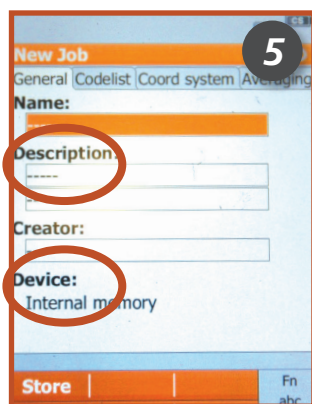 5
New Job
General Codelist Coord system Averaging
Name:
-----
Description:
-----
-----
Creator:
Device:
Internal memory
Store Fn
abc